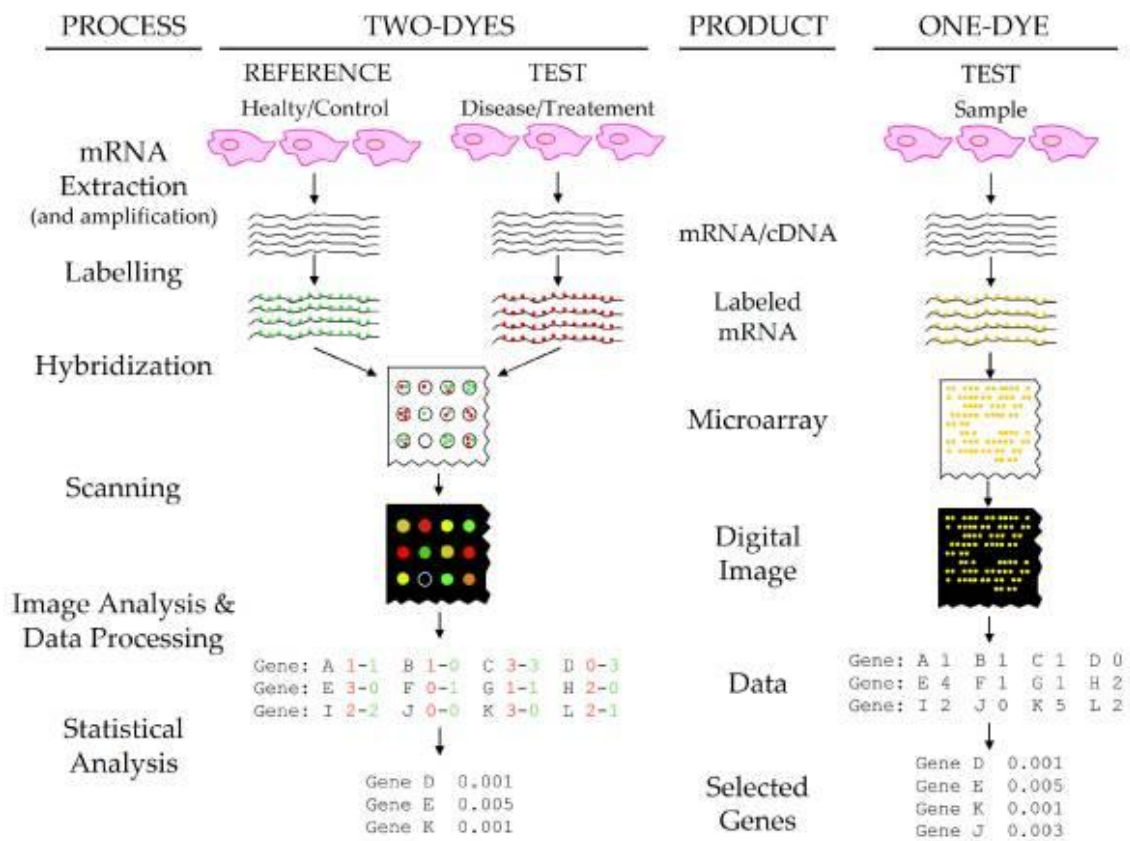 PROCESS
TWO-DYES
PRODUCT
ONE-DYE
REFERENCE
TEST
TEST
Healty/Control
Disease/Treatement
Sample
mRNA
Extraction
(and amplification)
mRNA/cDNA
Labelling
Labeled
mRNA
Hybridization
Microarray
Scanning
Digital
Image
Image Analysis &
Data Processing
Gene: A 1-1 B 1-0 C 3-3 D 0-3
Gene: E 3-0 F 0-1 G 1-1 H 2-0
Gene: I 2-2 J 0-0 K 3-0 L 2-1
Data
Gene: A 1 B 1 C 1 D 0
Gene: E 4 F 1 G 1 H 2
Gene: I 2 J 0 K 5 L 2
Statistical
Analysis
Gene D 0.001
Gene E 0.005
Gene K 0.001
Selected
Genes
Gene D 0.001
Gene E 0.005
Gene K 0.001
Gene J 0.003